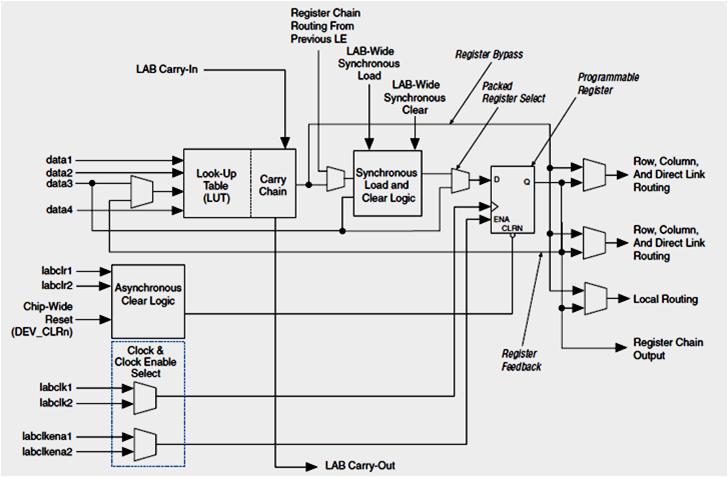 Register Chain
Routing From
Previous LE
LAB-Wide
Synchronous
Load
LAB-Wide
Synchronous
Clear
Register Bypass
Packed
Register Select
Programmable
Register
LAB Carry-In
data1
data2
data3
data4
Look-Up
Table
(LUT)
Carry
Chain
Synchronous
Load and
Clear Logic
D
Q
ENA
CLRN
Row, Column,
And Direct Link
Routing
Row, Column,
And Direct Link
Routing
Local Routing
Register Chain
Output
Register
Feedback
labclr1
labclr2
Chip-Wide
Reset
(DEV_CLRn)
Asynchronous
Clear Logic
Clock &
Clock Enable
Select
labclk1
labclk2
labclkena1
labclkena2
LAB Carry-Out